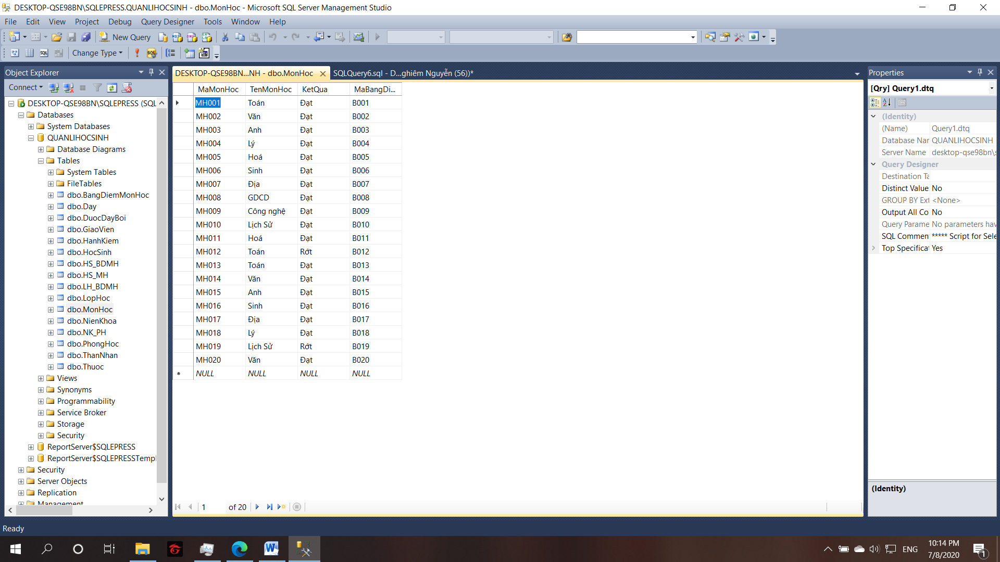 DESKTOP-QSE98BN\SQLEPRESS.QUANLIHOCSINH - dbo.MonHoc - Microsoft SQL Server Management Studio
File Edit View Project Debug Query Designer Tools Window Help
New Query
Change Type
Object Explorer
Connect
DESKTOP-QSE98BN\SQLEPRESS (SQL
Databases
System Databases
QUANLIHOCSINH
Database Diagrams
Tables
System Tables
FileTables
dbo.BangDiemMonHoc
dbo.Day
dbo.DuocDayBoi
dbo.GiaoVien
dbo.HanhKiem
dbo.HocSinh
dbo.HS_BDMH
dbo.HS_MH
dbo.LH_BDMH
dbo.LopHoc
dbo.MonHoc
dbo.NienKhoa
dbo.NK_PH
dbo.PhongHoc
dbo.ThanNhan
dbo.Thuoc
Views
Synonyms
Programmability
Service Broker
Storage
Security
ReportServer$SQLEPRESS
ReportServer$SQLEPRESSTempl
Security
Server Objects
Replication
Management
DESKTOP-QSE98BN...NH - dbo.MonHoc SQLQuery6.sql - D...ghiêm Nguyễn (56))*
MaMonHoc TenMonHoc KetQua MaBangDi...
MH001 Toán Đạt B001
MH002 Văn Đạt B002
MH003 Anh Đạt B003
MH004 Lý Đạt B004
MH005 Hoá Đạt B005
MH006 Sinh Đạt B006
MH007 Địa Đạt B007
MH008 GDCD Đạt B008
MH009 Công nghệ Đạt B009
MH010 Lịch Sử Đạt B010
MH011 Hoá Đạt B011
MH012 Toán Rớt B012
MH013 Toán Đạt B013
MH014 Văn Đạt B014
MH015 Anh Đạt B015
MH016 Sinh Đạt B016
MH017 Địa Đạt B017
MH018 Lý Đạt B018
MH019 Lịch Sử Rớt B019
MH020 Văn Đạt B020
NULL NULL NULL NULL
1 of 20
Properties
[Qry] Query1.dtq
(Identity)
(Name) Query1.dtq
Database Nar QUANLIHOCSINH
Server Name desktop-qse98bn\s
Query Designer
Destination Ta
Distinct Value No
GROUP BY Ext <None>
Output All Co No
Query Parame No parameters hav
SQL Commen ***** Script for Sele
Top Specificat Yes
(Identity)
Ready
ENG
10:14 PM
7/8/2020
1